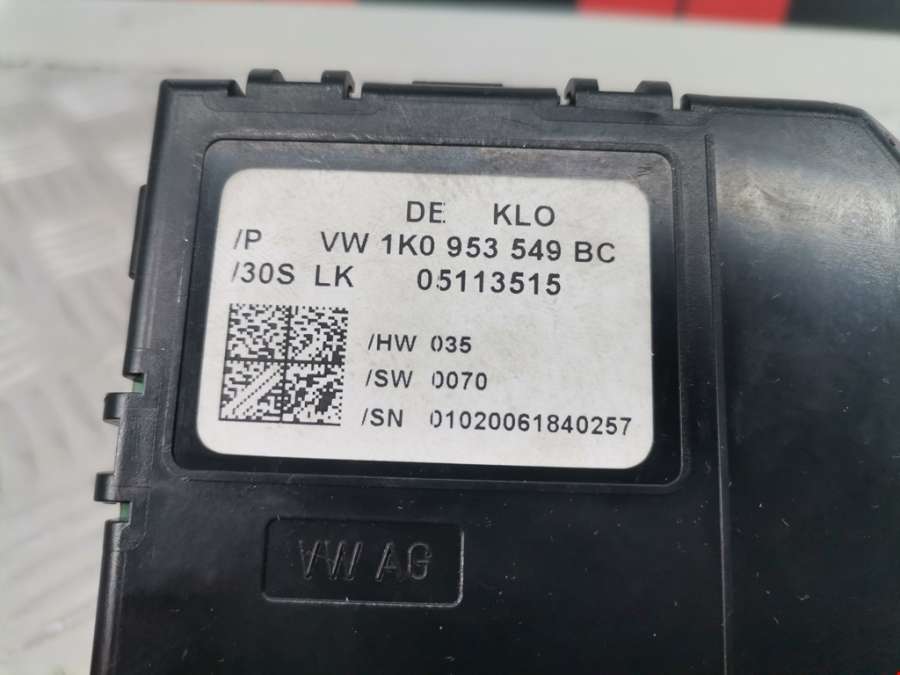 DE KLO
/P VW 1K0 953 549 BC
/30S LK 05113515
/HW 035
/SW 0070
/SN 01020061840257
VW AG